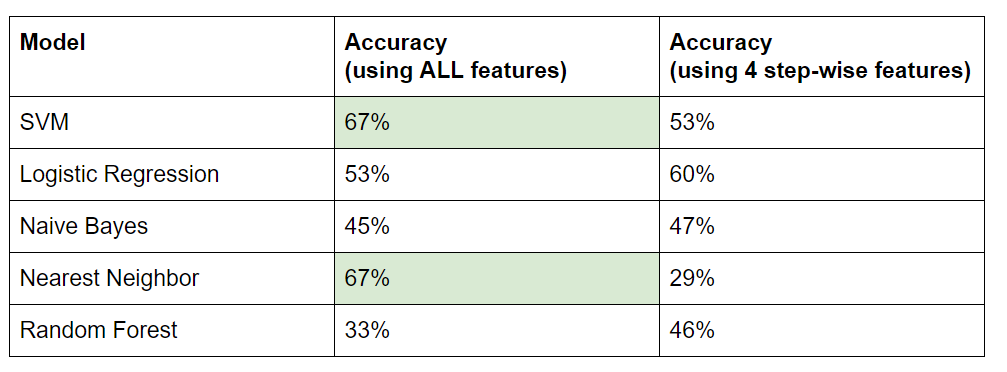 Model Accuracy Accuracy
(using ALL features) (using 4 step-wise features)
SVM 67% 53%
Logistic Regression 53% 60%
Naive Bayes 45% 47%
Nearest Neighbor 67% 29%
Random Forest 33% 46%